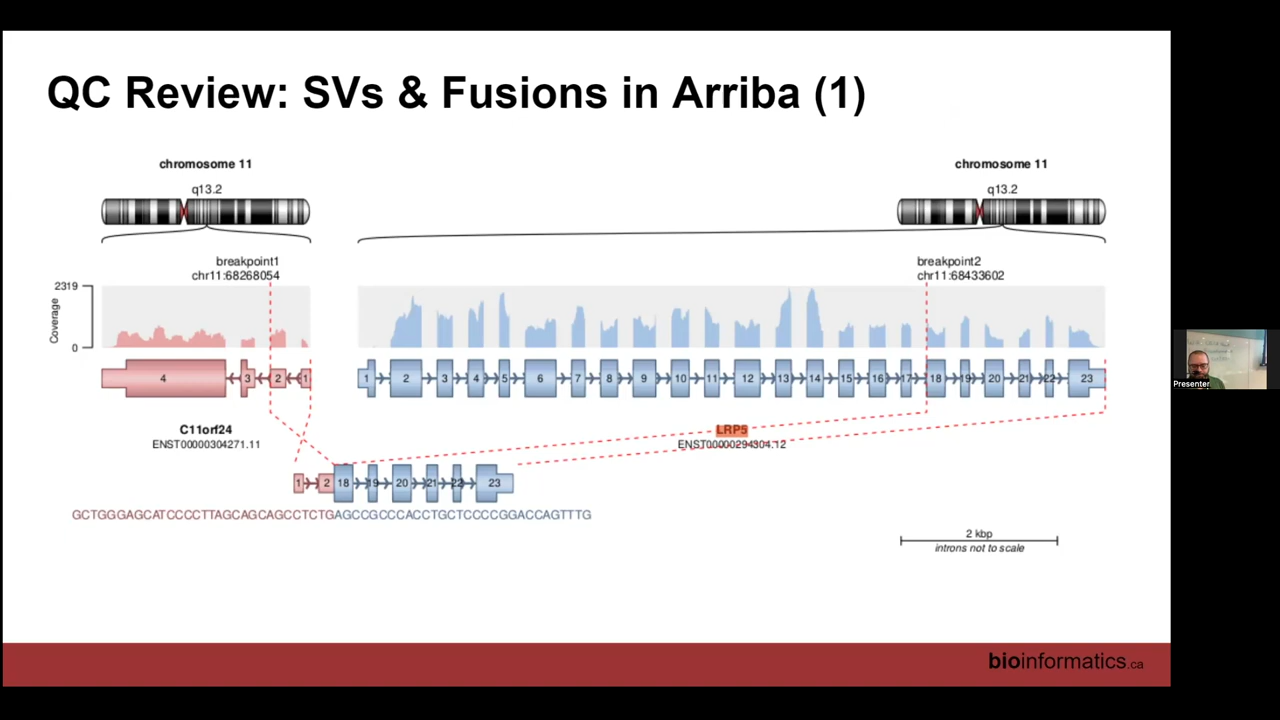 QC Review: SVs & Fusions in Arriba (1)
chromosome 11
chromosome 11
q13.2
q13.2
breakpoint1
chr11:68268054
breakpoint2
chr11:68433602
2319
Coverage
0
4 3 2 1
1 2 3 4 5 6 7 8 9 10 11 12 13 14 15 16 17 18 19 20 21 22 23
C11orf24
ENST00000304271.11
LRP5
ENST00000294304.12
1 2 18 19 20 21 22 23
GCTGGGAGCATCCCCTTAGCAGCAGCCTCTGAGCCGCCCACCTGCTCCCCGGACCAGTTTG
2 kbp
introns not to scale
bioinformatics.ca
Presenter